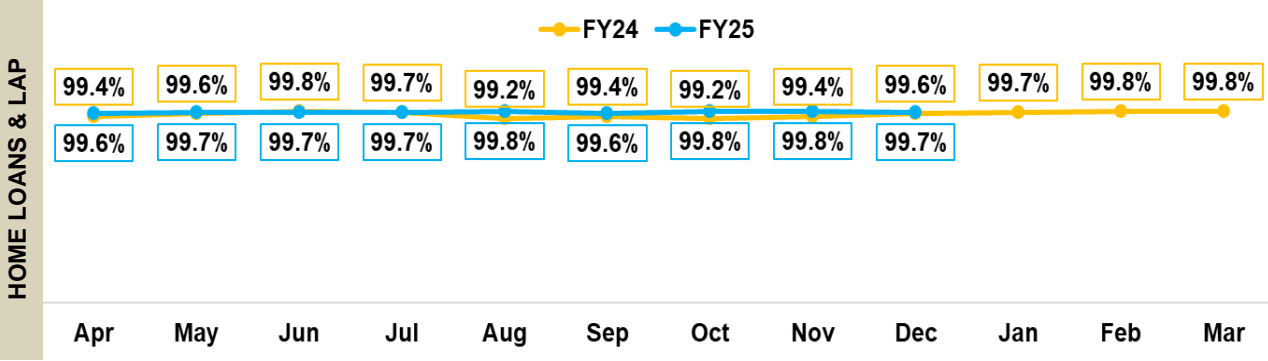 FY24 FY25
99.4% 99.6% 99.8% 99.7% 99.2% 99.4% 99.2% 99.4% 99.6% 99.7% 99.8% 99.8%
99.6% 99.7% 99.7% 99.7% 99.8% 99.6% 99.8% 99.8% 99.7%
HOME LOANS & LAP
Apr May Jun Jul Aug Sep Oct Nov Dec Jan Feb Mar